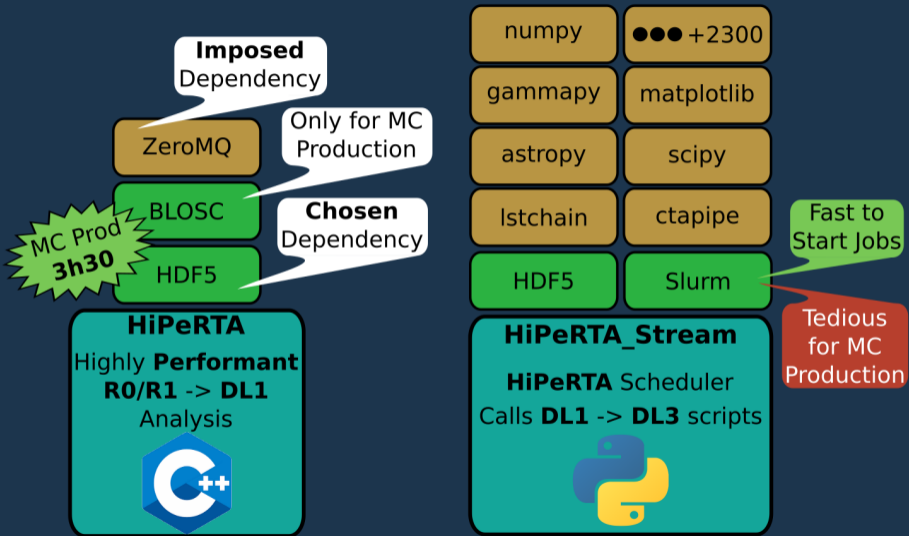 Imposed
Dependency
ZeroMQ
Only for MC
Production
BLOSC
Chosen
Dependency
MC Prod
3h30
HDF5
HiPeRTA
Highly Performant
R0/R1 -> DL1
Analysis
C++
numpy
●●● +2300
gammapy
matplotlib
astropy
scipy
lstchain
ctapipe
HDF5
Slurm
Fast to
Start Jobs
Tedious
for MC
Production
HiPeRTA_Stream
HiPeRTA Scheduler
Calls DL1 -> DL3 scripts